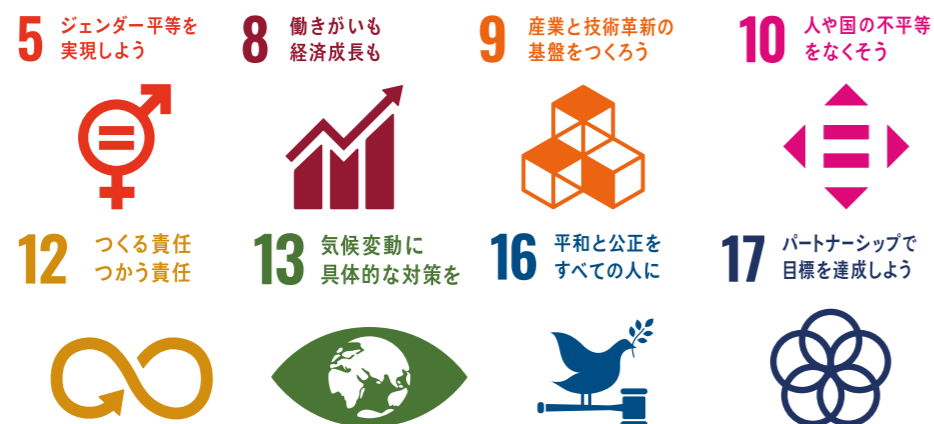 5 ジェンダー平等を
実現しよう
8 働きがいも
経済成長も
9 産業と技術革新の
基盤をつくろう
10 人や国の不平等
をなくそう
12 つくる責任
つかう責任
13 気候変動に
具体的な対策を
16 平和と公正を
すべての人に
17 パートナーシップで
目標を達成しよう